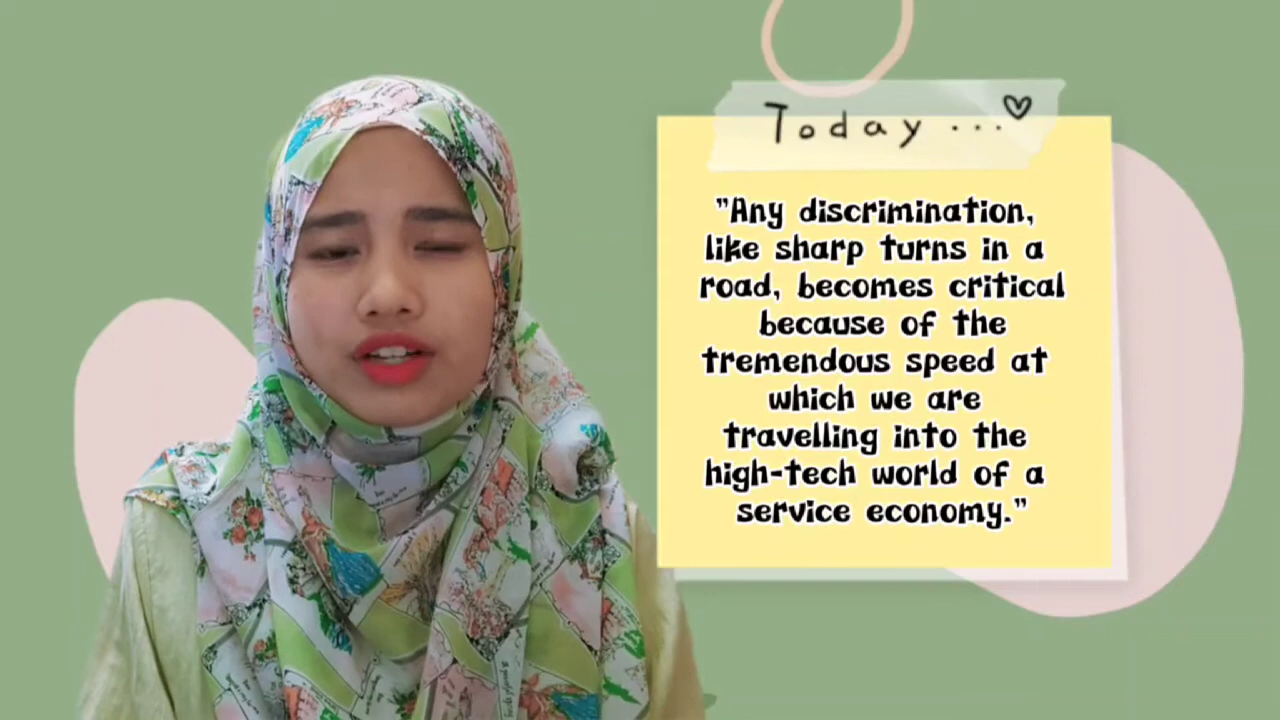 Today ...
"Any discrimination,
like sharp turns in a
road, becomes critical
because of the
tremendous speed at
which we are
travelling into the
high-tech world of a
service economy."